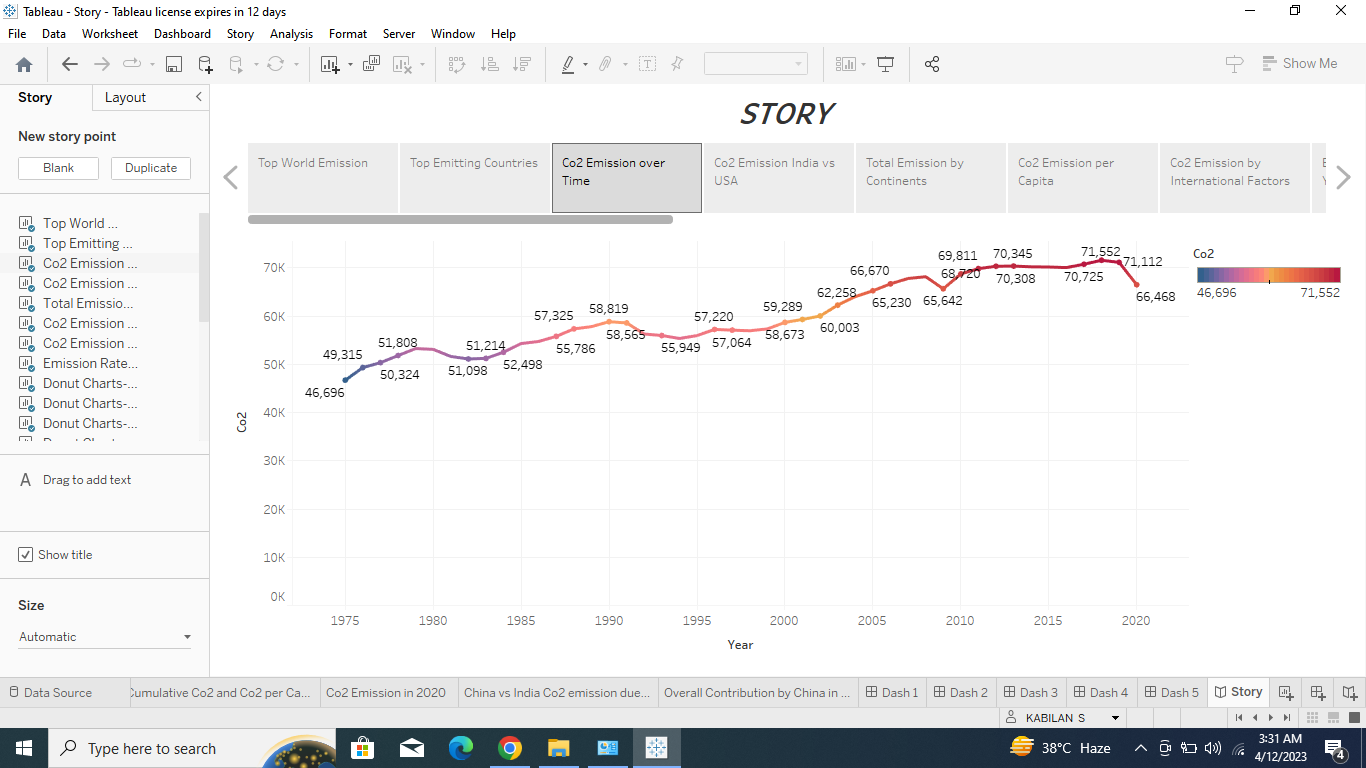 Tableau - Story - Tableau license expires in 12 days
File Data Worksheet Dashboard Story Analysis Format Server Window Help
Show Me
Story Layout
New story point
Blank Duplicate
Top World ...
Top Emitting ...
Co2 Emission ...
Co2 Emission ...
Total Emissio...
Co2 Emission ...
Co2 Emission ...
Emission Rate...
Donut Charts-...
Donut Charts-...
Donut Charts-...
A Drag to add text
Show title
Size
Automatic
STORY
Top World Emission
Top Emitting Countries
Co2 Emission over
Time
Co2 Emission India vs
USA
Total Emission by
Continents
Co2 Emission per
Capita
Co2 Emission by
International Factors
Co2
70K
60K
50K
40K
30K
20K
10K
0K
46,696
49,315
50,324
51,808
51,098
51,214
52,498
57,325
55,786
58,819
58,565
55,949
57,220
57,064
58,673
59,289
60,003
62,258
65,230
66,670
65,642
68,720
69,811
70,345
70,308
70,725
71,552
71,112
66,468
1975 1980 1985 1990 1995 2000 2005 2010 2015 2020
Year
Co2
46,696 71,552
Data Source
Cumulative Co2 and Co2 per Ca...
Co2 Emission in 2020
China vs India Co2 emission due...
Overall Contribution by China in ...
Dash 1
Dash 2
Dash 3
Dash 4
Dash 5
Story
KABILAN S
Type here to search
38°C Haze
3:31 AM
4/12/2023
4